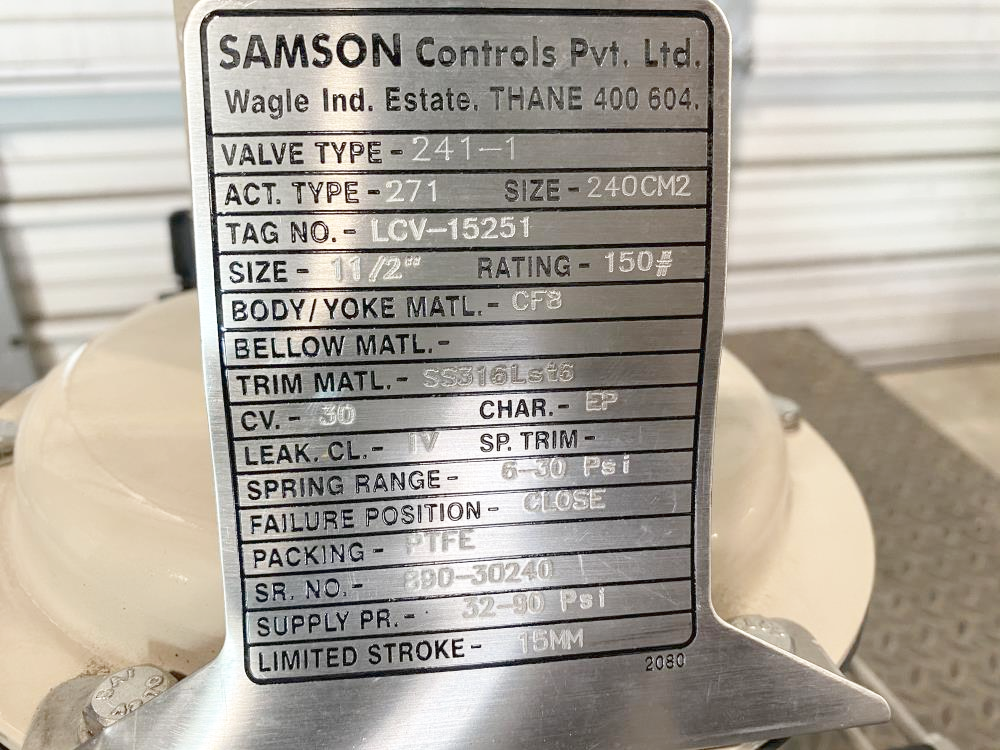 SAMSON Controls Pvt. Ltd.
Wagle Ind. Estate. THANE 400 604.
VALVE TYPE - 241-1
ACT. TYPE - 271 SIZE - 240CM2
TAG NO. - LCV-15251
SIZE - 11/2" RATING - 150#
BODY/YOKE MATL. - CF8
BELLOW MATL. -
TRIM MATL. - SS316Lst6
CV. - 30 CHAR. - EP
LEAK. CL. - IV SP. TRIM -
SPRING RANGE - 6-30 Psi
FAILURE POSITION - CLOSE
PACKING - PTFE
SR. NO. - 890-30240
SUPPLY PR. - 32-90 Psi
LIMITED STROKE - 15MM
2080